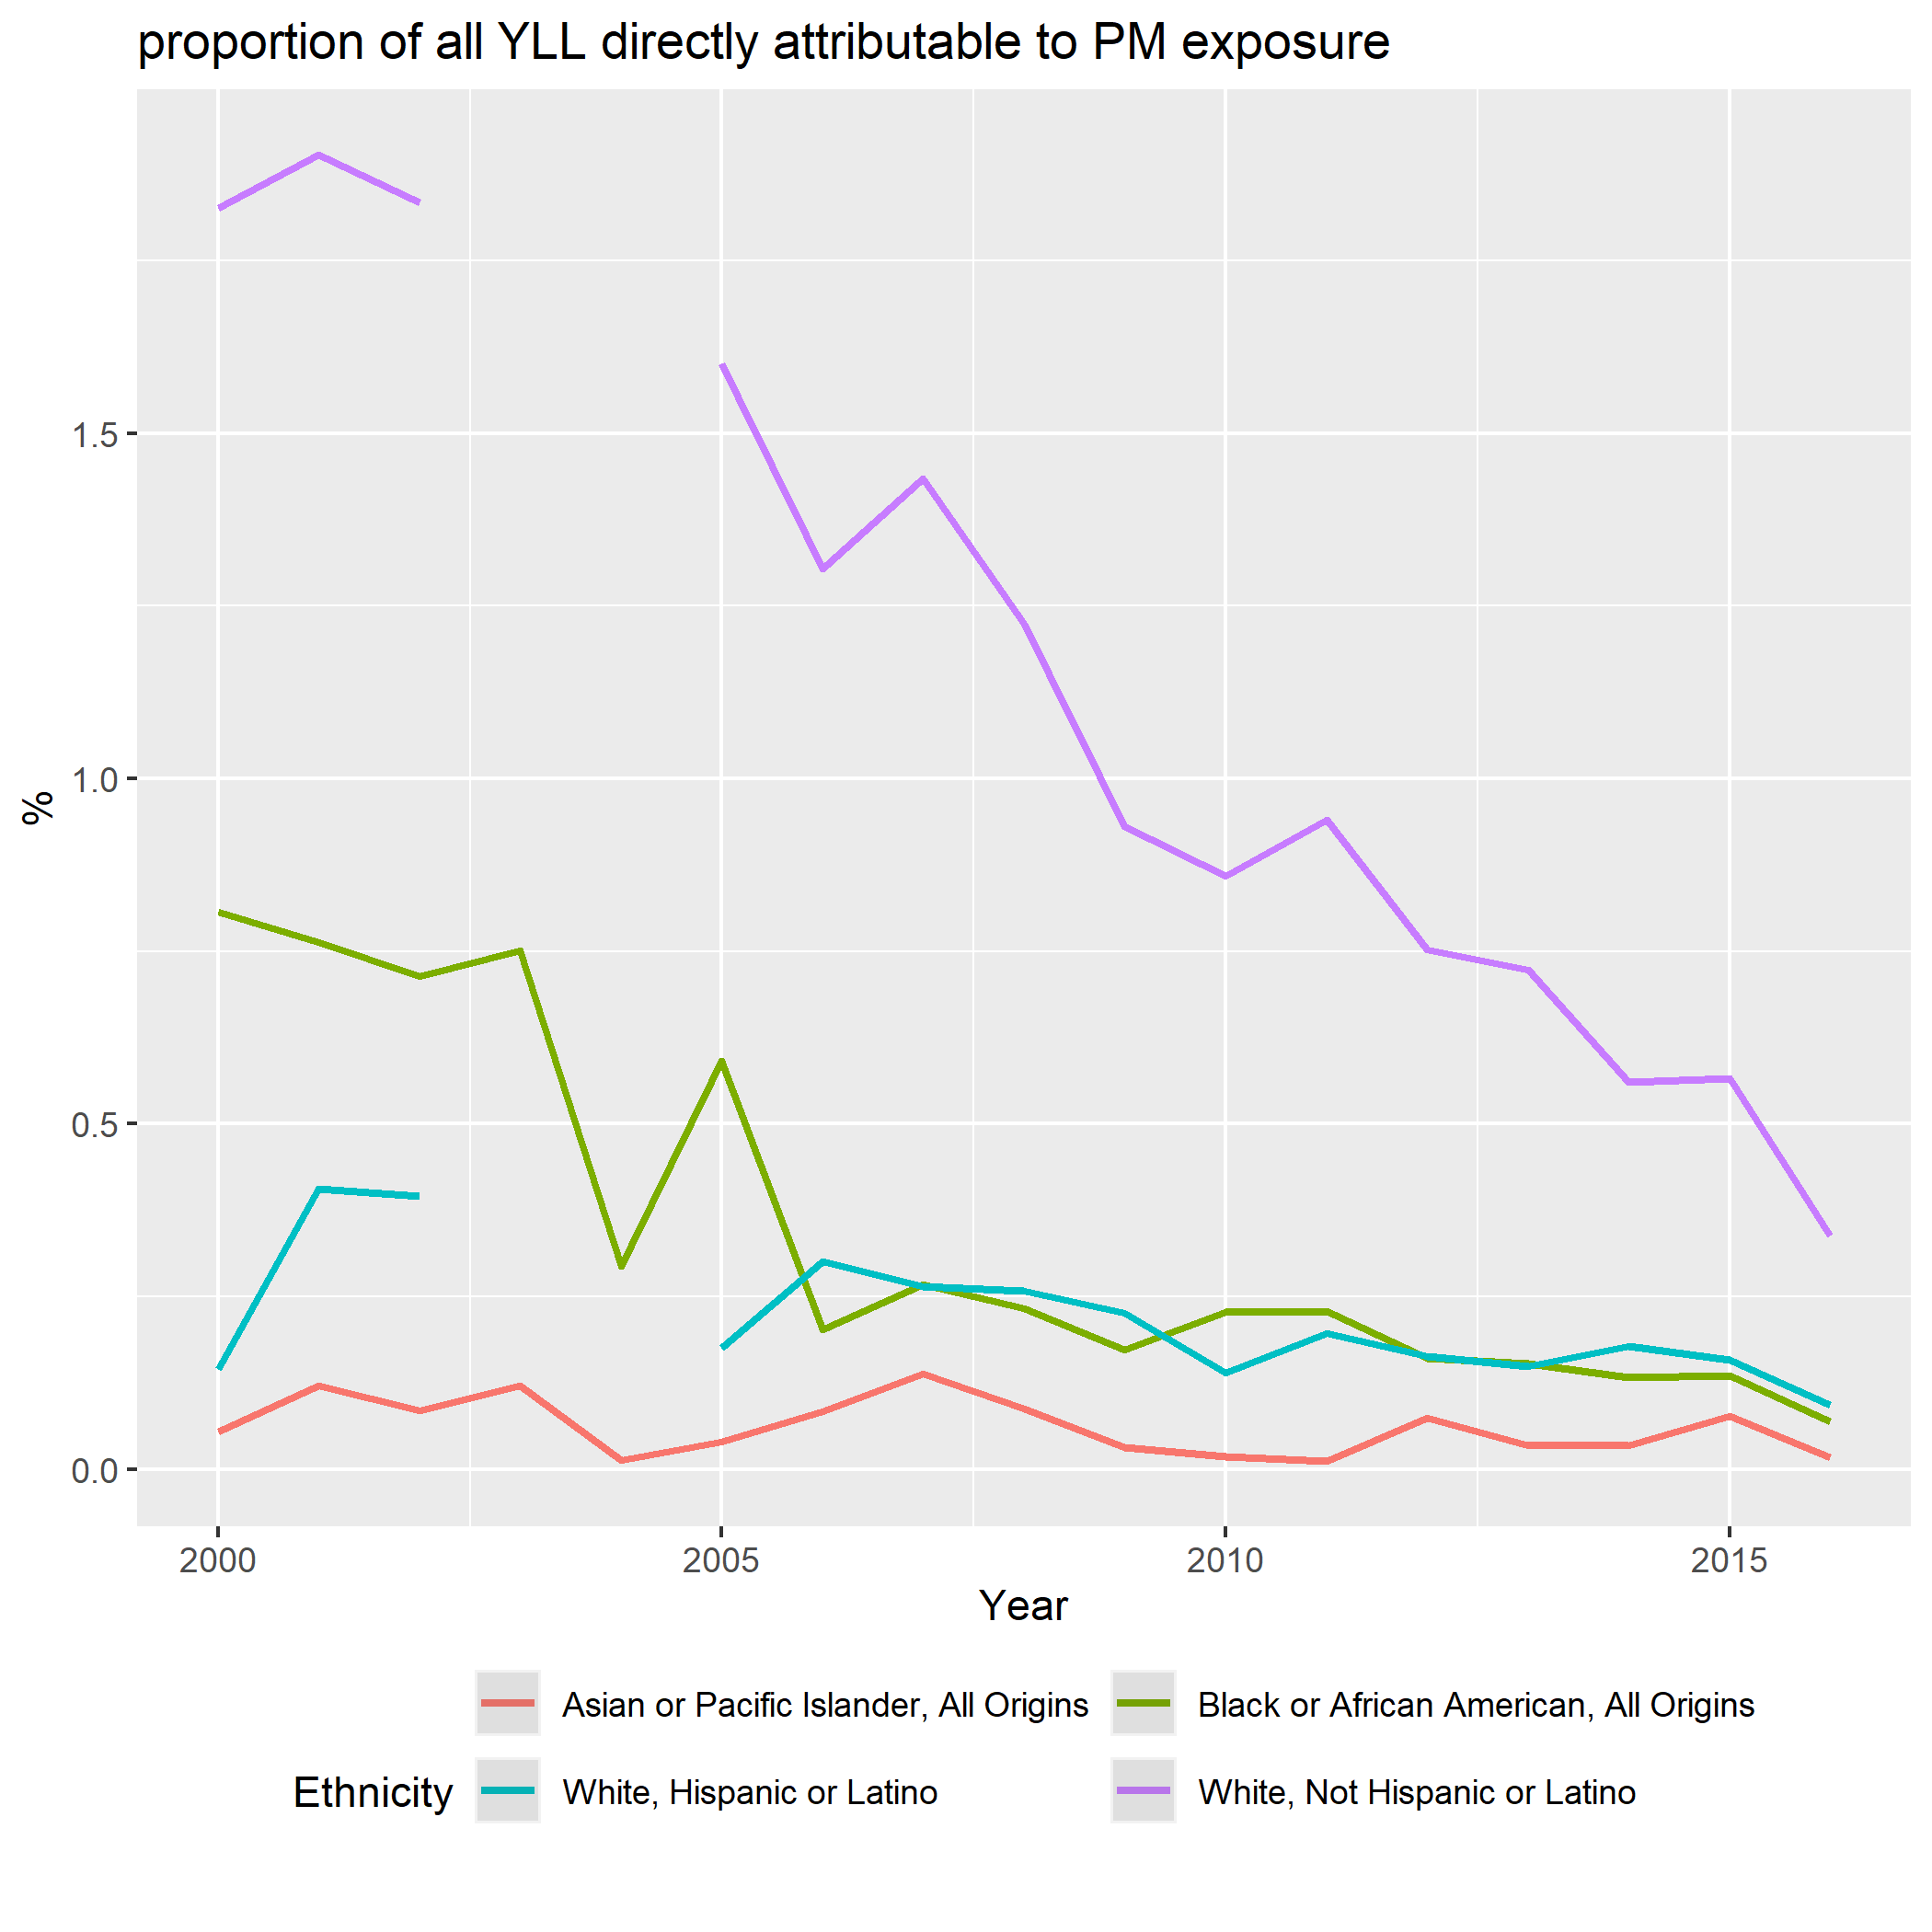 proportion of all YLL directly attributable to PM exposure
%
1.5
1.0
0.5
0.0
2000 2005 2010 2015
Year
Ethnicity
Asian or Pacific Islander, All Origins
Black or African American, All Origins
White, Hispanic or Latino
White, Not Hispanic or Latino